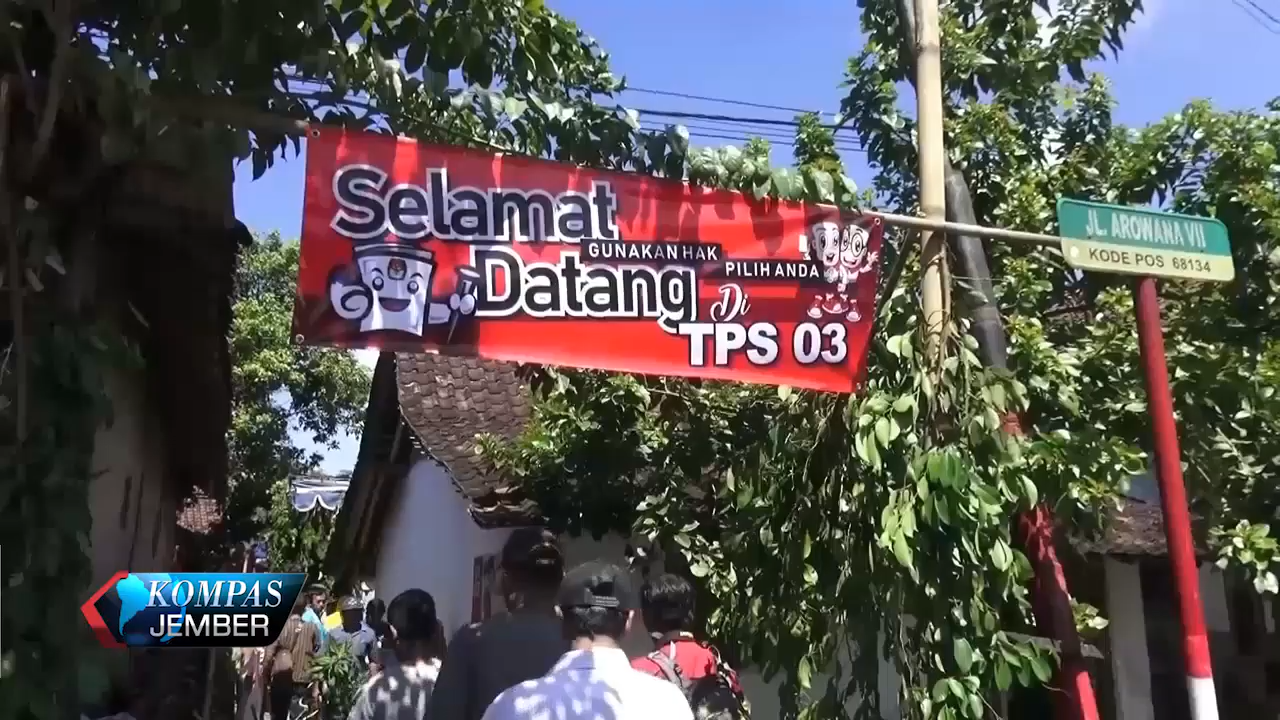 Selamat
GUNAKAN HAK
PILIH ANDA
Datang Di
TPS 03
JL. AROWANA VII
KODE POS 68134
KOMPAS
JEMBER